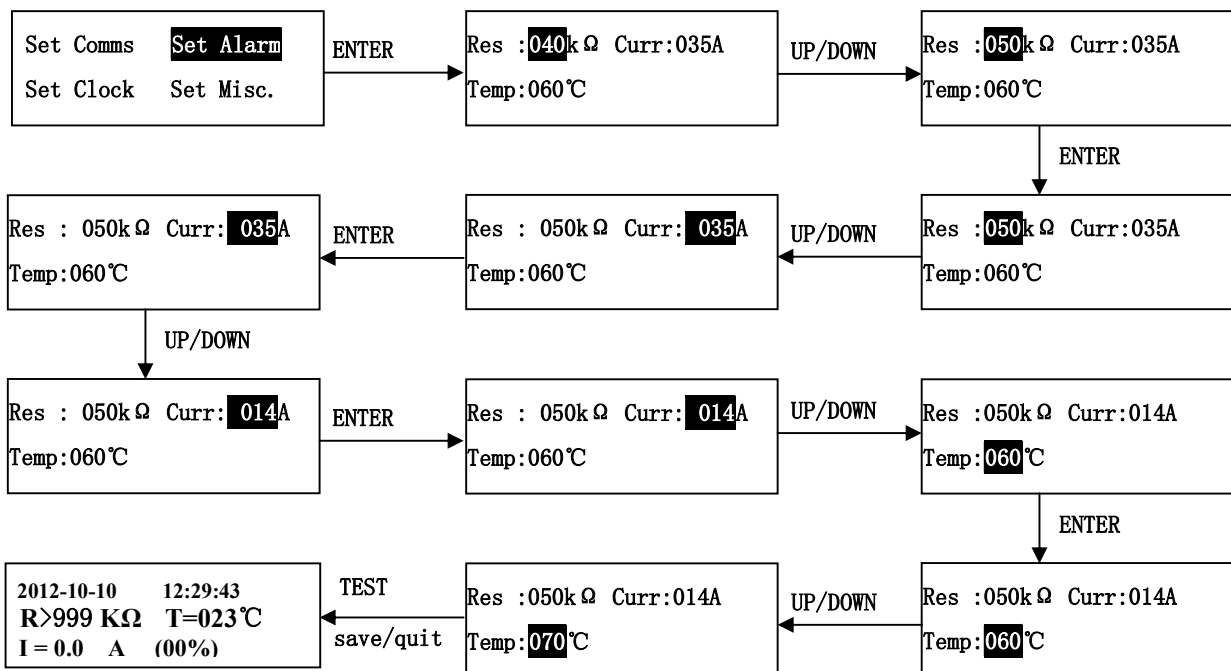 Set Comms Set Alarm
Set Clock Set Misc.
ENTER
Res :040kΩ Curr:035A
Temp:060℃
UP/DOWN
Res :050kΩ Curr:035A
Temp:060℃
ENTER
Res : 050kΩ Curr: 035A
Temp:060℃
ENTER
Res : 050kΩ Curr: 035A
Temp:060℃
UP/DOWN
Res :050kΩ Curr:035A
Temp:060℃
UP/DOWN
Res : 050kΩ Curr: 014A
Temp:060℃
ENTER
Res : 050kΩ Curr: 014A
Temp:060℃
UP/DOWN
Res :050kΩ Curr:014A
Temp:060℃
ENTER
2012-10-10 12:29:43
R>999 KΩ T=023℃
I = 0.0 A (00%)
TEST
save/quit
Res :050kΩ Curr:014A
Temp:070℃
UP/DOWN
Res :050kΩ Curr:014A
Temp:060℃